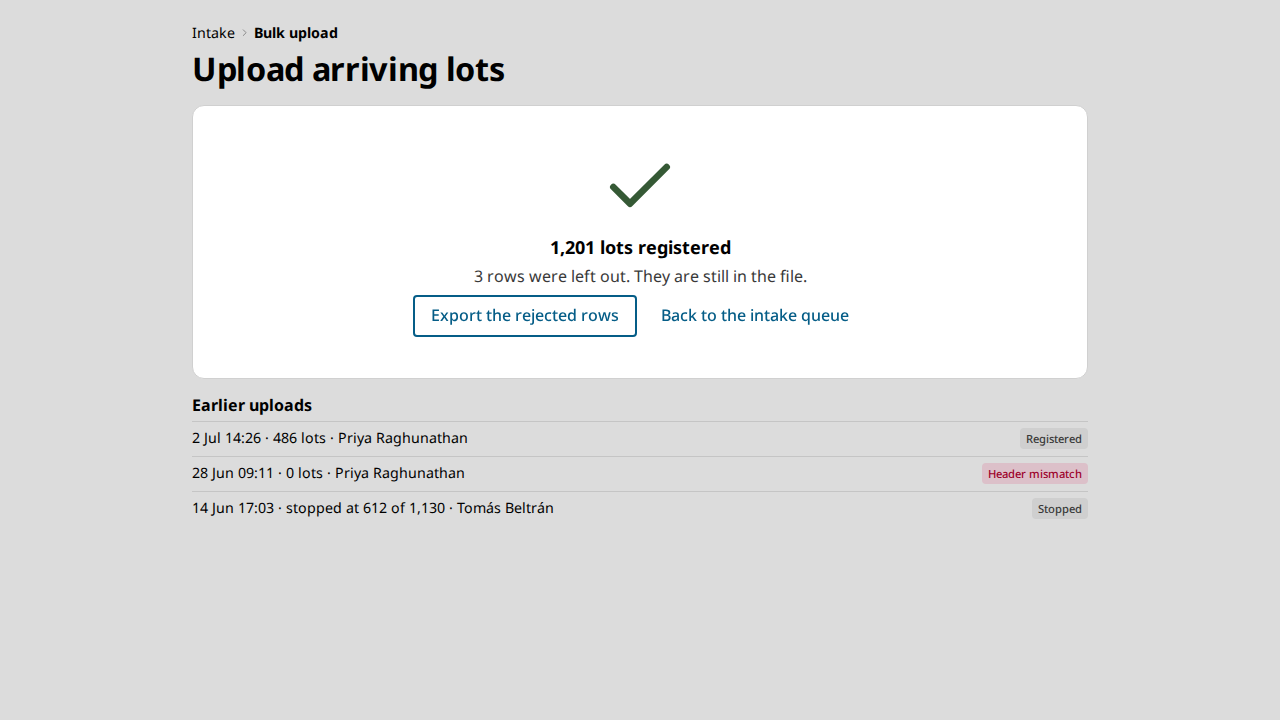 Intake > Bulk upload
Upload arriving lots
1,201 lots registered
3 rows were left out. They are still in the file.
Export the rejected rows Back to the intake queue
Earlier uploads
2 Jul 14:26 · 486 lots · Priya Raghunathan Registered
28 Jun 09:11 · 0 lots · Priya Raghunathan Header mismatch
14 Jun 17:03 · stopped at 612 of 1,130 · Tomás Beltrán Stopped